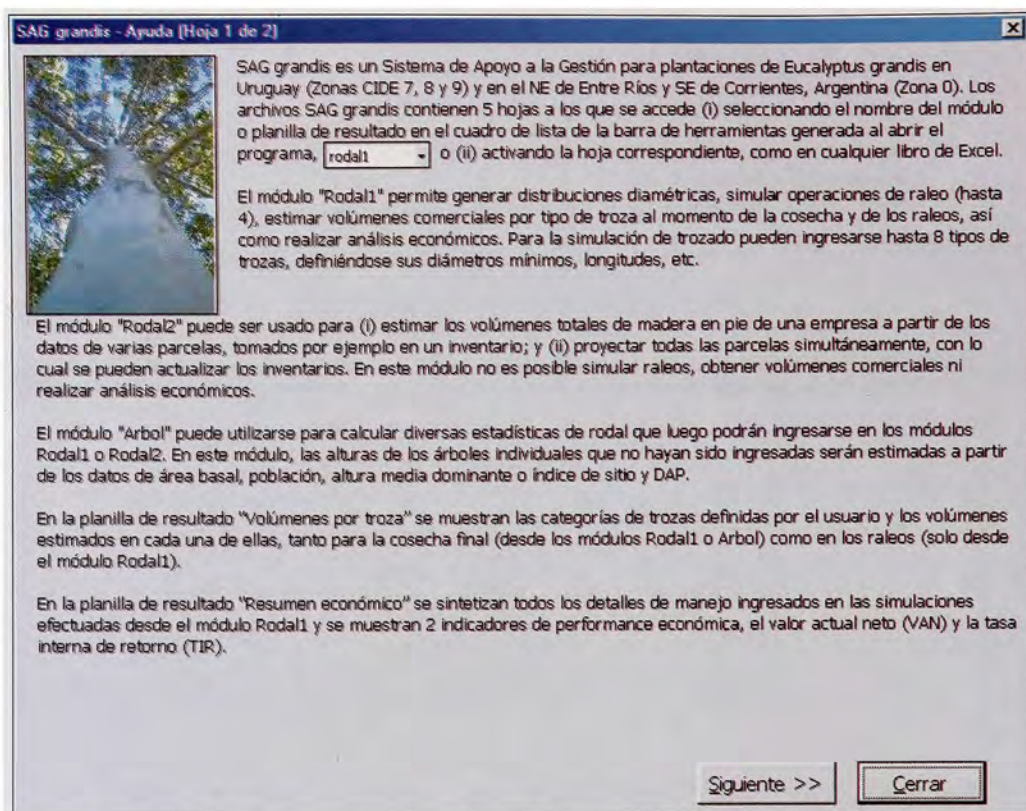 SAG grandis - Ayuda [Hoja 1 de 2]
SAG grandis es un Sistema de Apoyo a la Gestión para plantaciones de Eucalyptus grandis en
Uruguay (Zonas CIDE 7, 8 y 9) y en el NE de Entre Ríos y SE de Corrientes, Argentina (Zona 0). Los
archivos SAG grandis contienen 5 hojas a los que se accede (i) seleccionando el nombre del módulo
o planilla de resultado en el cuadro de lista de la barra de herramientas generada al abrir el
programa, rodal1 o (ii) activando la hoja correspondiente, como en cualquier libro de Excel.
El módulo "Rodal1" permite generar distribuciones diamétricas, simular operaciones de raleo (hasta
4), estimar volúmenes comerciales por tipo de troza al momento de la cosecha y de los raleos, así
como realizar análisis económicos. Para la simulación de trozado pueden ingresarse hasta 8 tipos de
trozas, definiéndose sus diámetros mínimos, longitudes, etc.
El módulo "Rodal2" puede ser usado para (i) estimar los volúmenes totales de madera en pie de una empresa a partir de los
datos de varias parcelas, tomados por ejemplo en un inventario; y (ii) proyectar todas las parcelas simultáneamente, con lo
cual se pueden actualizar los inventarios. En este módulo no es posible simular raleos, obtener volúmenes comerciales ni
realizar análisis económicos.
El módulo "Arbol" puede utilizarse para calcular diversas estadísticas de rodal que luego podrán ingresarse en los módulos
Rodal1 o Rodal2. En este módulo, las alturas de los árboles individuales que no hayan sido ingresadas serán estimadas a partir
de los datos de área basal, población, altura media dominante o índice de sitio y DAP.
En la planilla de resultado "Volúmenes por troza" se muestran las categorías de trozas definidas por el usuario y los volúmenes
estimados en cada una de ellas, tanto para la cosecha final (desde los módulos Rodal1 o Arbol) como en los raleos (solo desde
el módulo Rodal1).
En la planilla de resultado "Resumen económico" se sintetizan todos los detalles de manejo ingresados en las simulaciones
efectuadas desde el módulo Rodal1 y se muestran 2 indicadores de performance económica, el valor actual neto (VAN) y la tasa
interna de retorno (TIR).
Siguiente >>
Cerrar